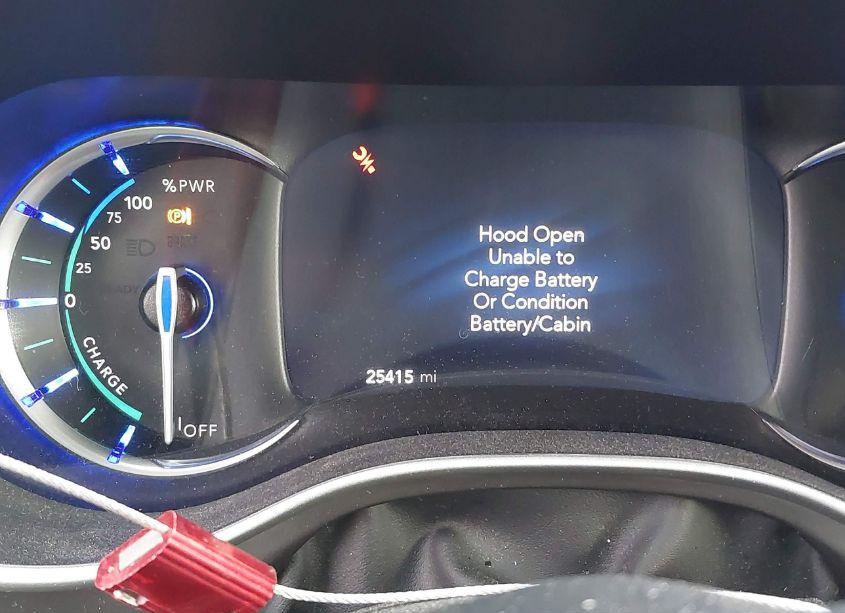 %PWR
100
75
50
25
0
CHARGE
OFF
READY
Hood Open
Unable to
Charge Battery
Or Condition
Battery/Cabin
25415 mi